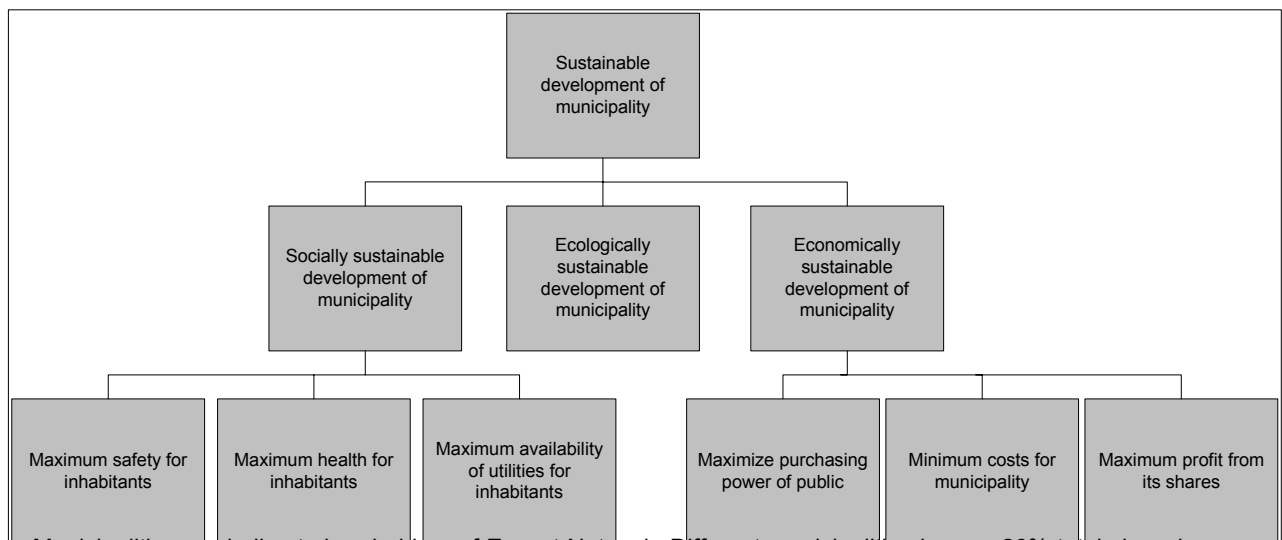 Sustainable
development of
municipality
Socially sustainable
development of
municipality
Ecologically
sustainable
development of
municipality
Economically
sustainable
development of
municipality
Maximum safety for
inhabitants
Maximum health for
inhabitants
Maximum availability
of utilities for
inhabitants
Maximize purchasing
power of public
Minimum costs for
municipality
Maximum profit from
its shares